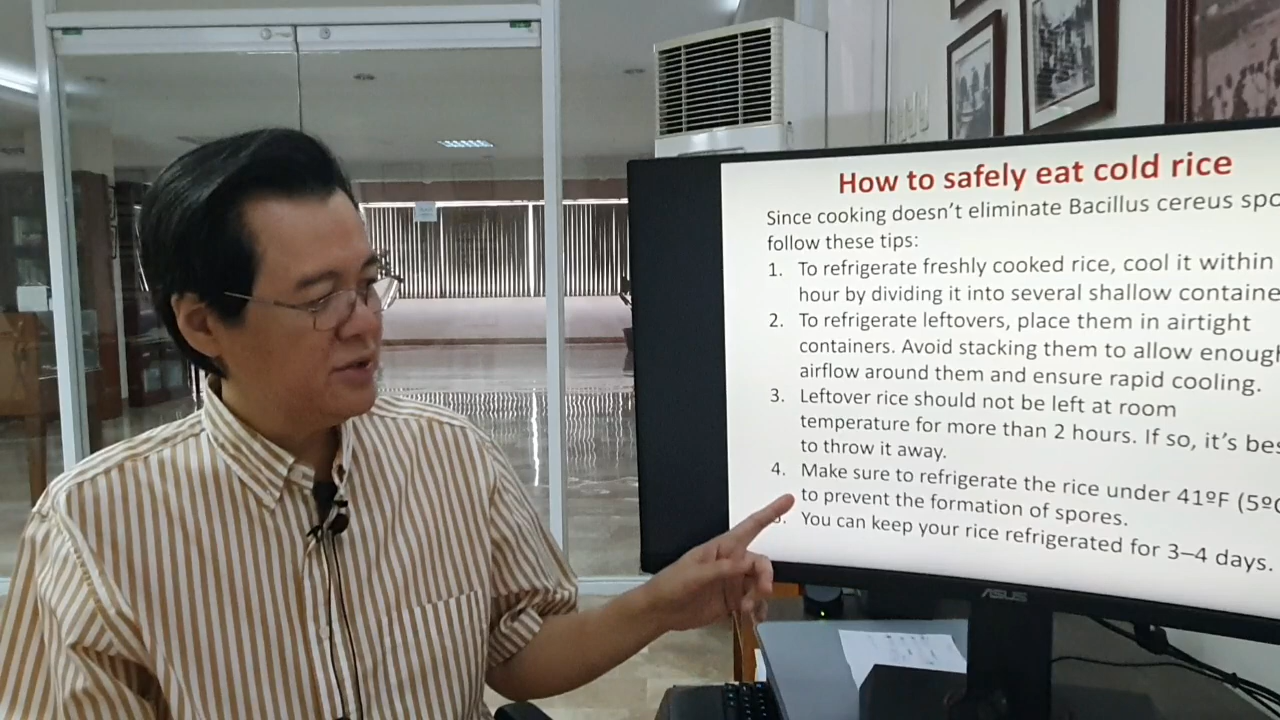 How to safely eat cold rice
Since cooking doesn't eliminate Bacillus cereus spo
follow these tips:
1. To refrigerate freshly cooked rice, cool it within
hour by dividing it into several shallow containe
2. To refrigerate leftovers, place them in airtight
containers. Avoid stacking them to allow enough
airflow around them and ensure rapid cooling.
3. Leftover rice should not be left at room
temperature for more than 2 hours. If so, it's bes
to throw it away.
4. Make sure to refrigerate the rice under 41ºF (5º
to prevent the formation of spores.
You can keep your rice refrigerated for 3–4 days.
ASUS